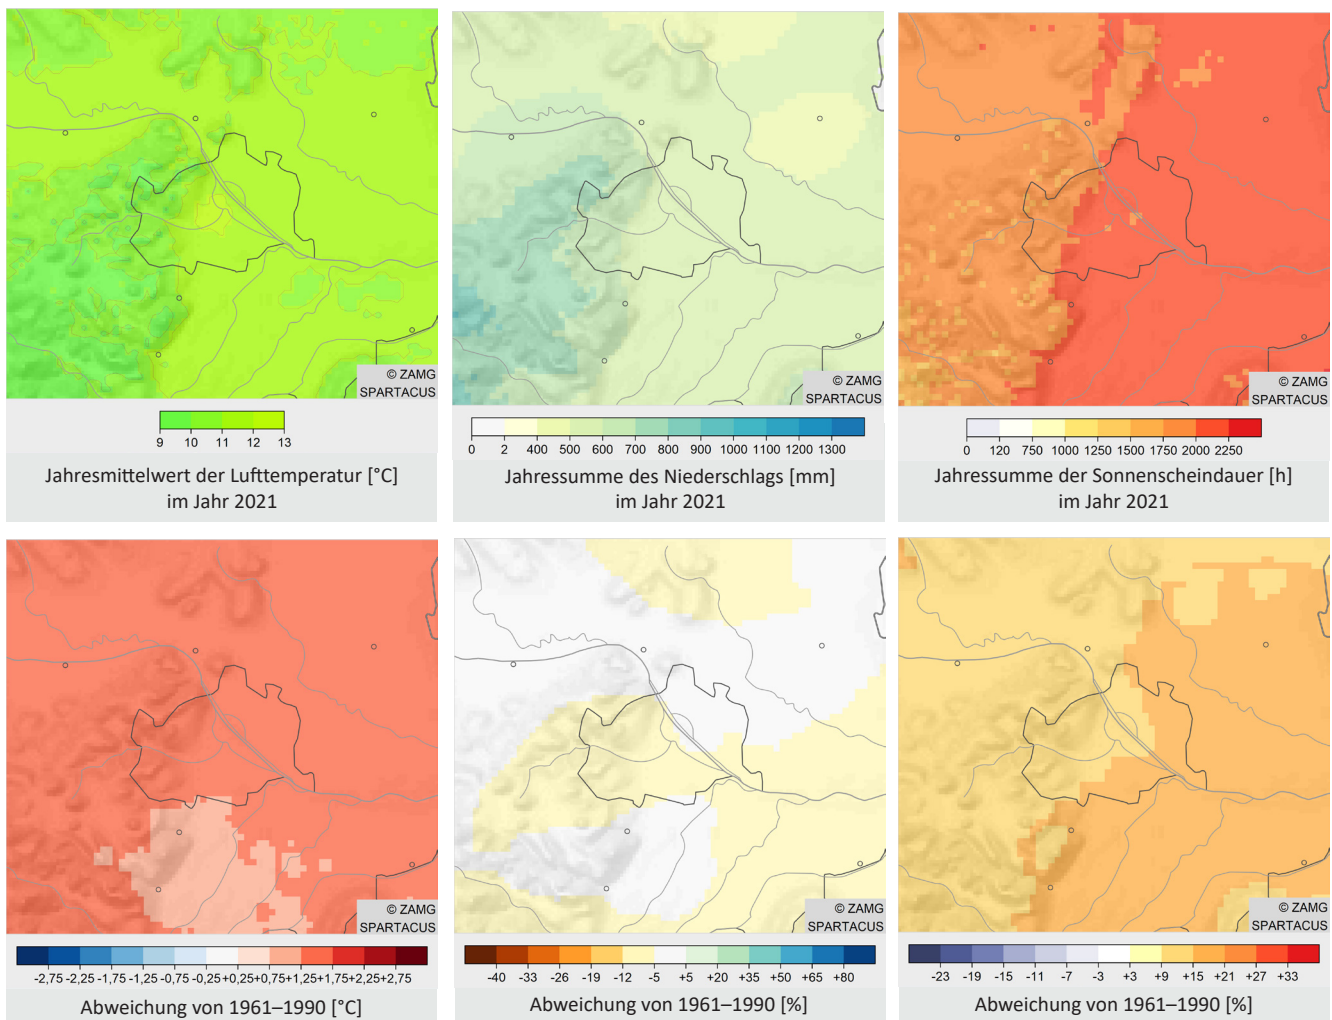 © ZAMG
SPARTACUS
© ZAMG
SPARTACUS
© ZAMG
SPARTACUS
9 10 11 12 13
0 2 400 500 600 700 800 900 1000 1100 1200 1300
0 120 750 1000 1250 1500 1750 2000 2250
Jahresmittelwert der Lufttemperatur [°C]
im Jahr 2021
Jahressumme des Niederschlags [mm]
im Jahr 2021
Jahressumme der Sonnenscheindauer [h]
im Jahr 2021
© ZAMG
SPARTACUS
© ZAMG
SPARTACUS
© ZAMG
SPARTACUS
-2,75 -2,25 -1,75 -1,25 -0,75 -0,25 +0,25 +0,75 +1,25 +1,75 +2,25 +2,75
-40 -33 -26 -19 -12 -5 +5 +20 +35 +50 +65 +80
-23 -19 -15 -11 -7 -3 +3 +9 +15 +21 +27 +33
Abweichung von 1961–1990 [°C]
Abweichung von 1961–1990 [%]
Abweichung von 1961–1990 [%]